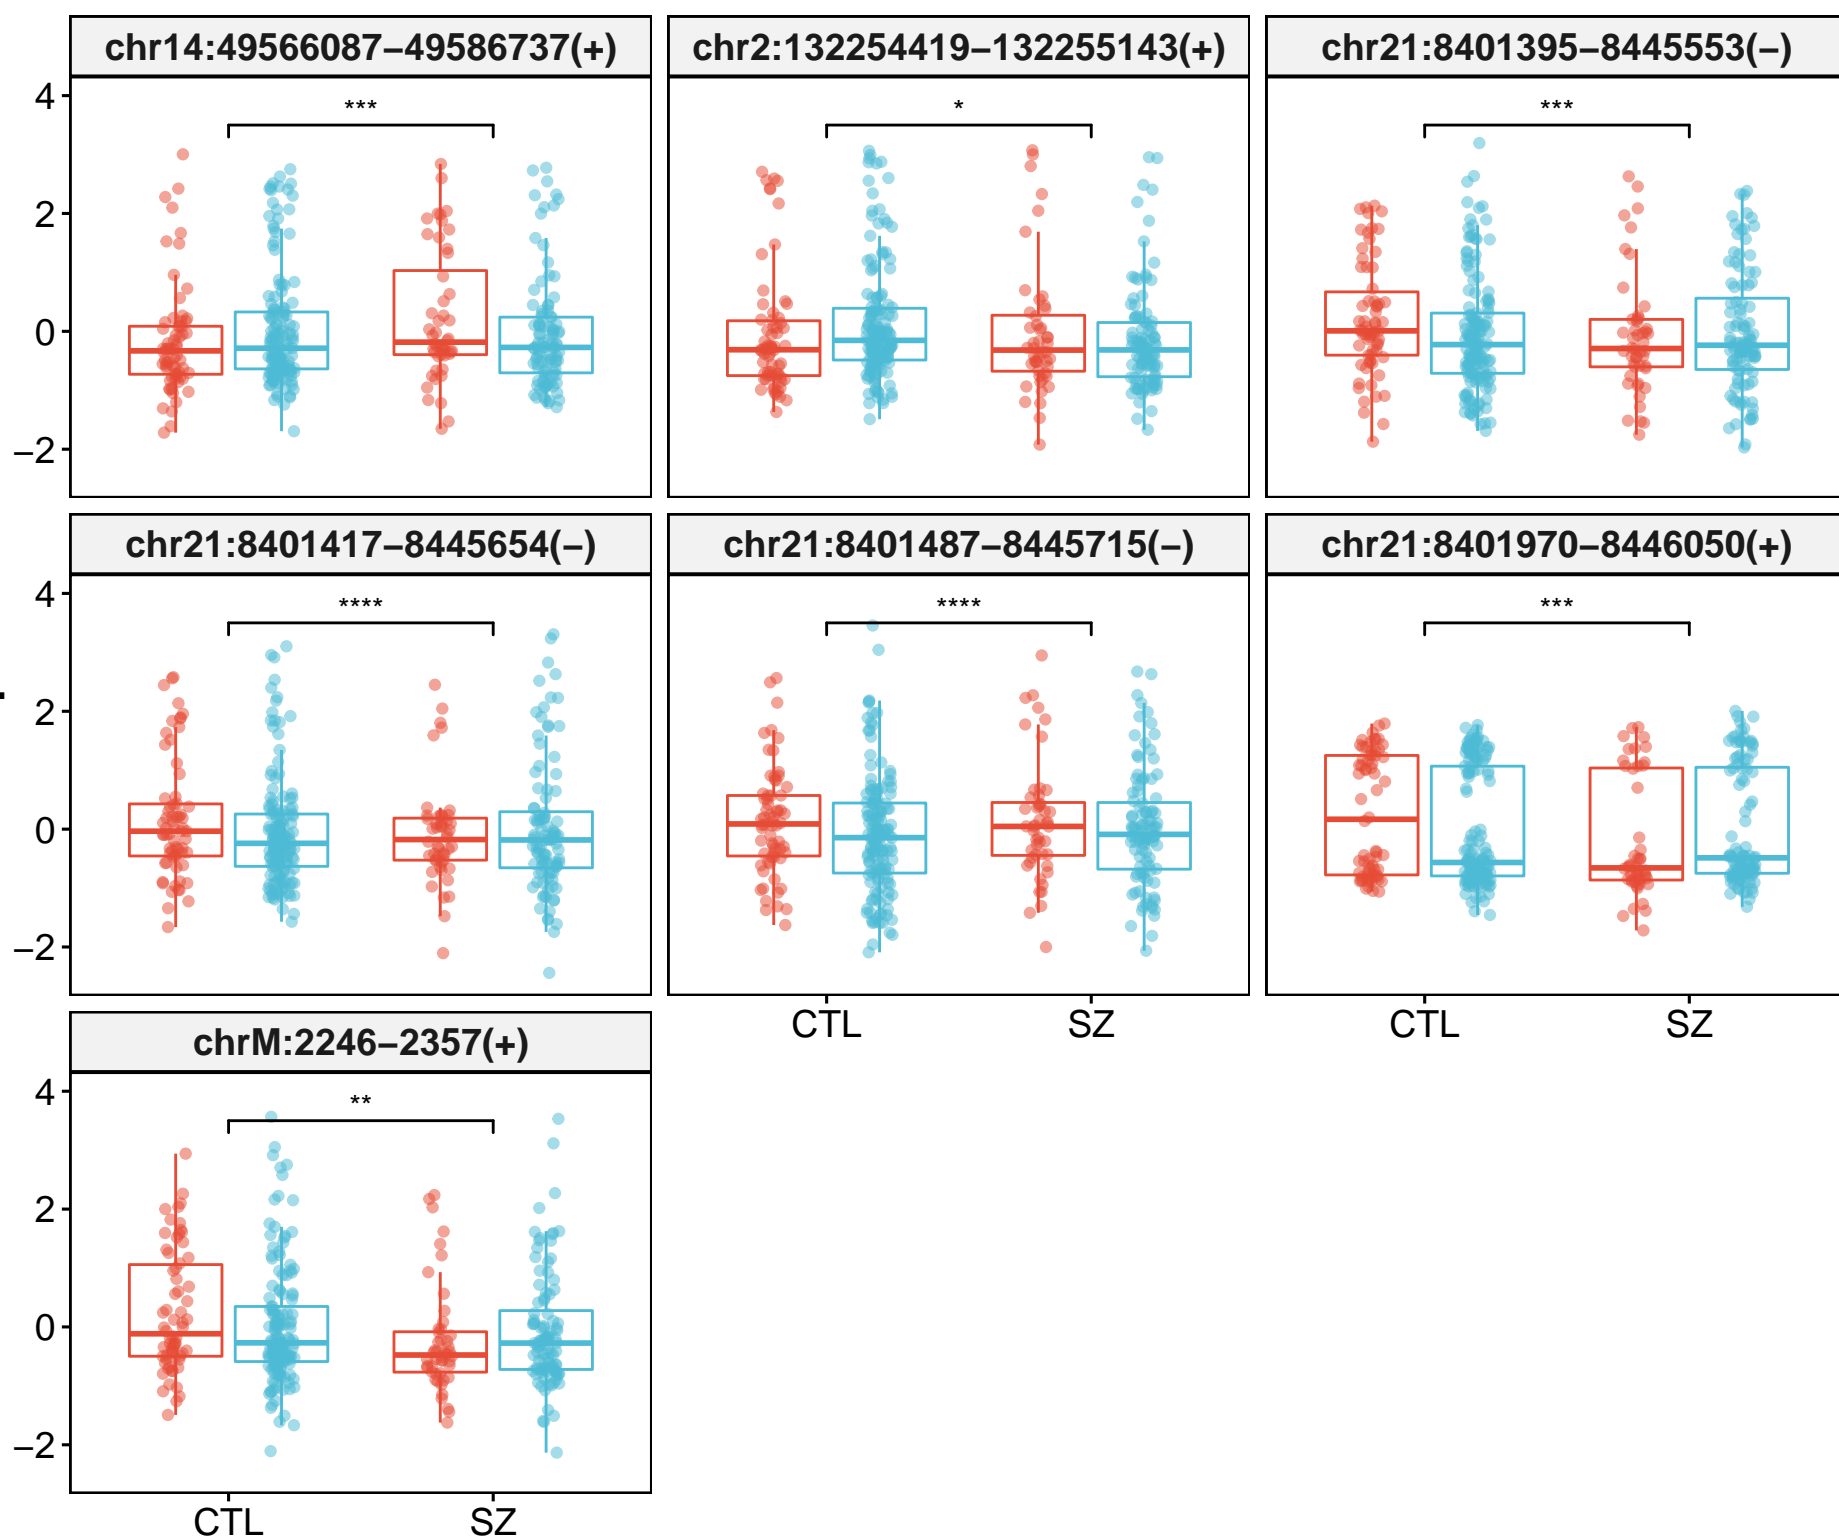 chr14:49566087−49586737(+) chr2:132254419−132255143(+) chr21:8401395−8445553(−)
4
*** * ***
2
0
−2
chr21:8401417−8445654(−) chr21:8401487−8445715(−) chr21:8401970−8446050(+)
4
**** **** ***
2
0
−2
CTL SZ CTL SZ
chrM:2246−2357(+)
4
**
2
0
−2
CTL SZ